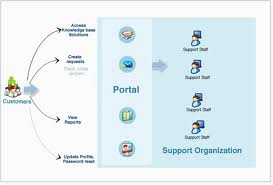 Access
Knowledge base
Solutions
Create
requests
View
Reports
Update Profile,
Password reset
Customers
Portal
Support Staff
Support Staff
Support Staff
Support Staff
Support Organization